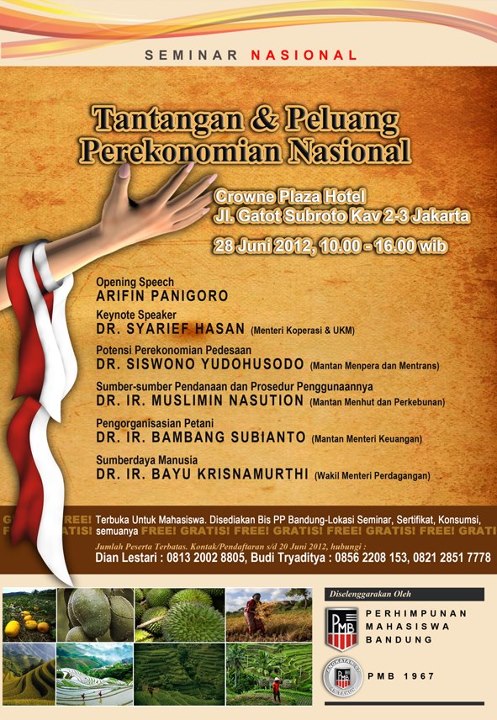 SEMINAR NASIONAL
Tantangan & Peluang
Perekonomian Nasional
Crowne Plaza Hotel
Jl. Gatot Subroto Kav 2-3 Jakarta
28 Juni 2012, 10.00 - 16.00 wib
Opening Speech
ARIFIN PANIGORO
Keynote Speaker
DR. SYARIEF HASAN (Menteri Koperasi & UKM)
Potensi Perekonomian Pedesaan
DR. SISWONO YUDOHUSODO (Mantan Menpera dan Mentrans)
Sumber-sumber Pendanaan dan Prosedur Penggunaannya
DR. IR. MUSLIMIN NASUTION (Mantan Menhut dan Perkebunan)
Pengorganisasian Petani
DR. IR. BAMBANG SUBIANTO (Mantan Menteri Keuangan)
Sumberdaya Manusia
DR. IR. BAYU KRISNAMURTHI (Wakil Menteri Perdagangan)
FREE! Terbuka Untuk Mahasiswa. Disediakan Bis PP Bandung-Lokasi Seminar, Sertifikat, Konsumsi,
semuanya FREE! GRATIS! FREE! GRATIS! FREE! GRATIS! FREE! GRATIS! FREE! GRATI
Jumlah Peserta Terbatas. Kontak/Pendaftaran s/d 20 Juni 2012, hubungi :
Dian Lestari : 0813 2002 8805, Budi Tryaditya : 0856 2208 153, 0821 2851 7778
Diselenggarakan Oleh
PMB
PERHIMPUNAN
MAHASISWA
BANDUNG
PMB 1967